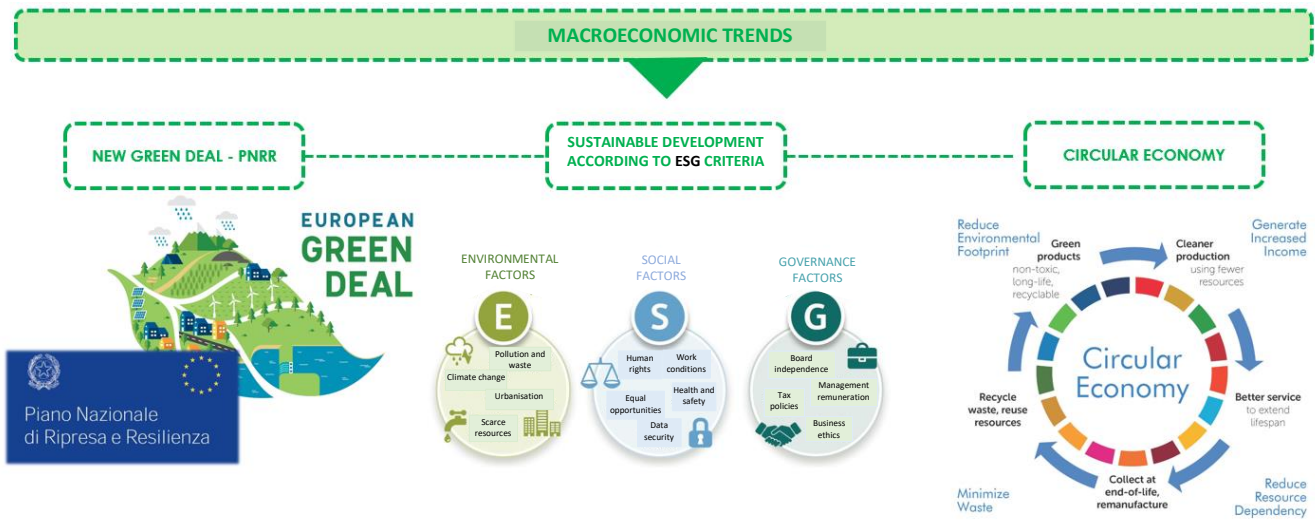 MACROECONOMIC TRENDS
NEW GREEN DEAL - PNRR
SUSTAINABLE DEVELOPMENT
ACCORDING TO ESG CRITERIA
CIRCULAR ECONOMY
EUROPEAN
GREEN
DEAL
Piano Nazionale
di Ripresa e Resilienza
ENVIRONMENTAL
FACTORS
E
Pollution and
waste
Climate change
Urbanisation
Scarce
resources
SOCIAL
FACTORS
S
Human
rights
Work
conditions
Equal
opportunities
Health and
safety
Data
security
GOVERNANCE
FACTORS
G
Board
independence
Management
remuneration
Tax
policies
Business
ethics
Reduce
Environmental
Footprint
Generate
Increased
Income
Green
products
non-toxic,
long-life,
recyclable
Cleaner
production
using fewer
resources
Circular
Economy
Recycle
waste, reuse
resources
Better service
to extend
lifespan
Collect at
end-of-life,
remanufacture
Minimize
Waste
Reduce
Resource
Dependency